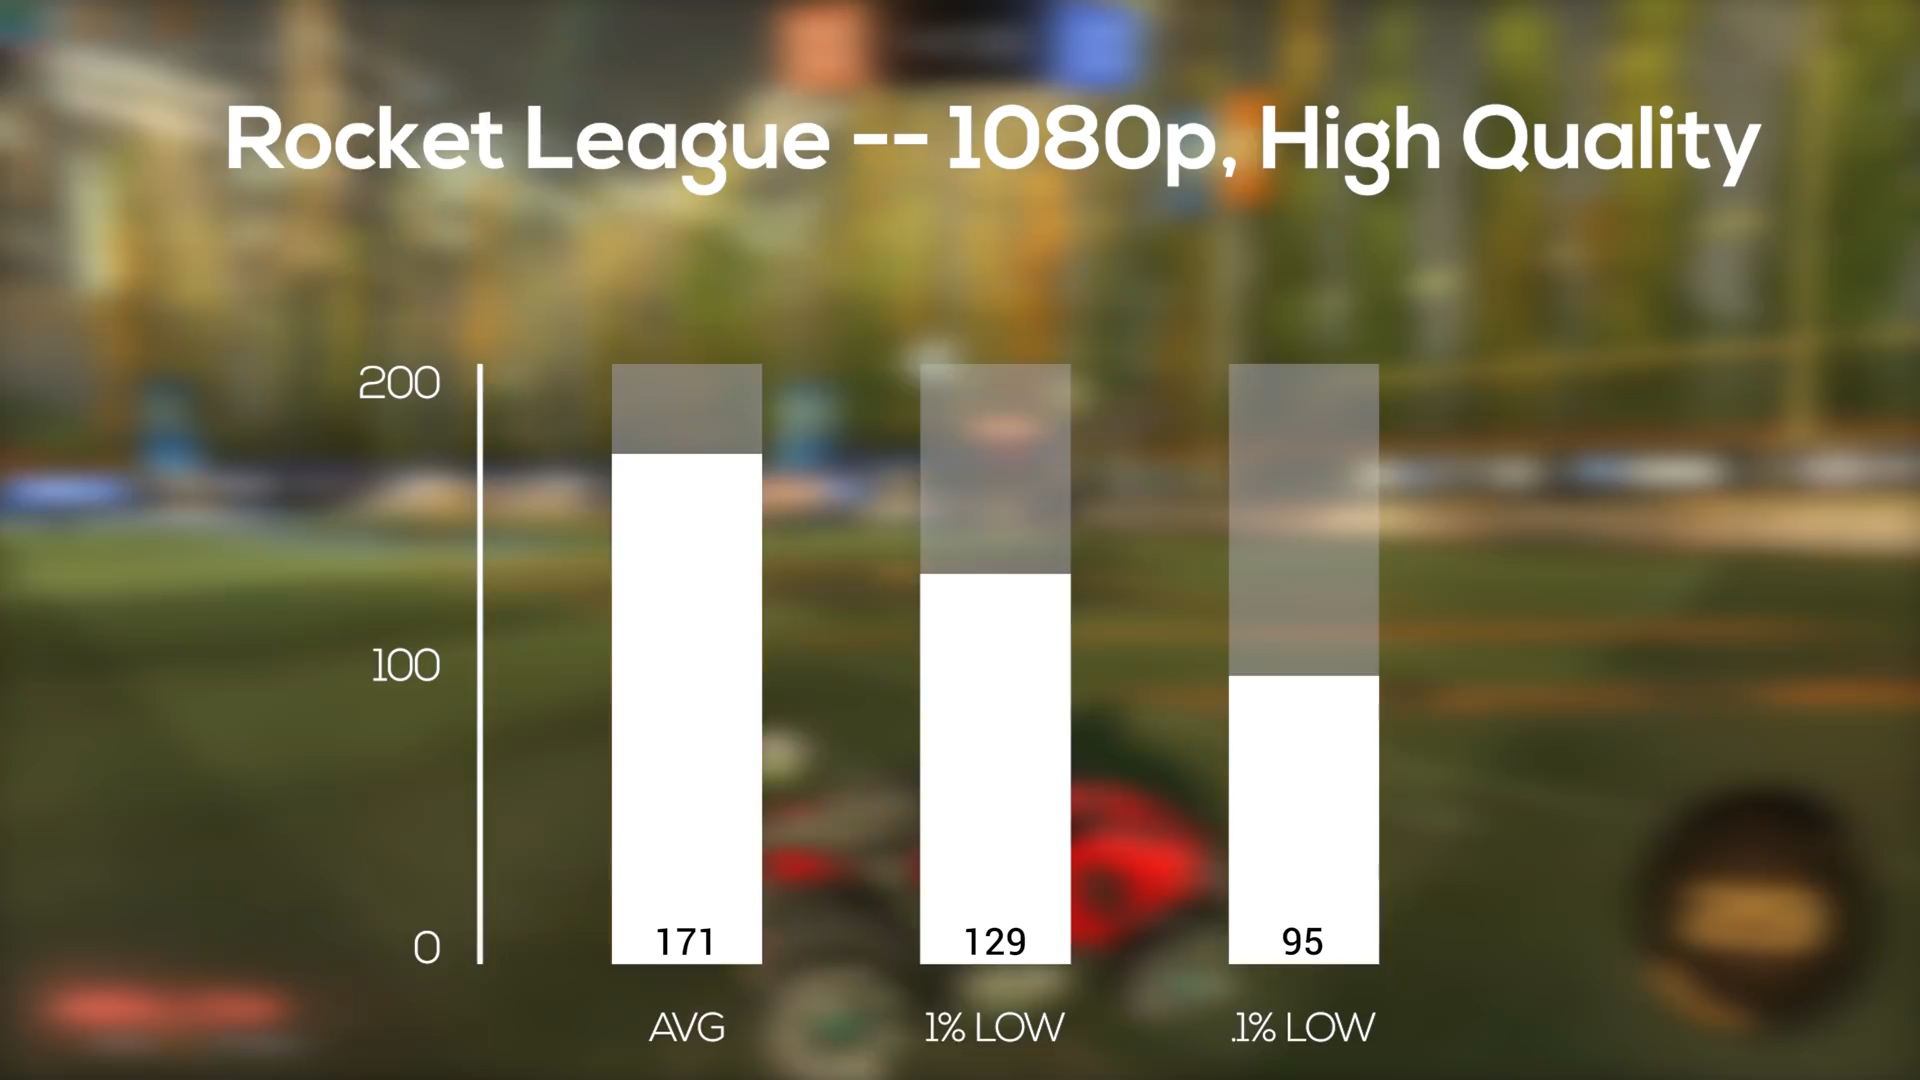 Rocket League -- 1080p, High Quality
200
100
0
171
129
95
AVG
1% LOW
.1% LOW